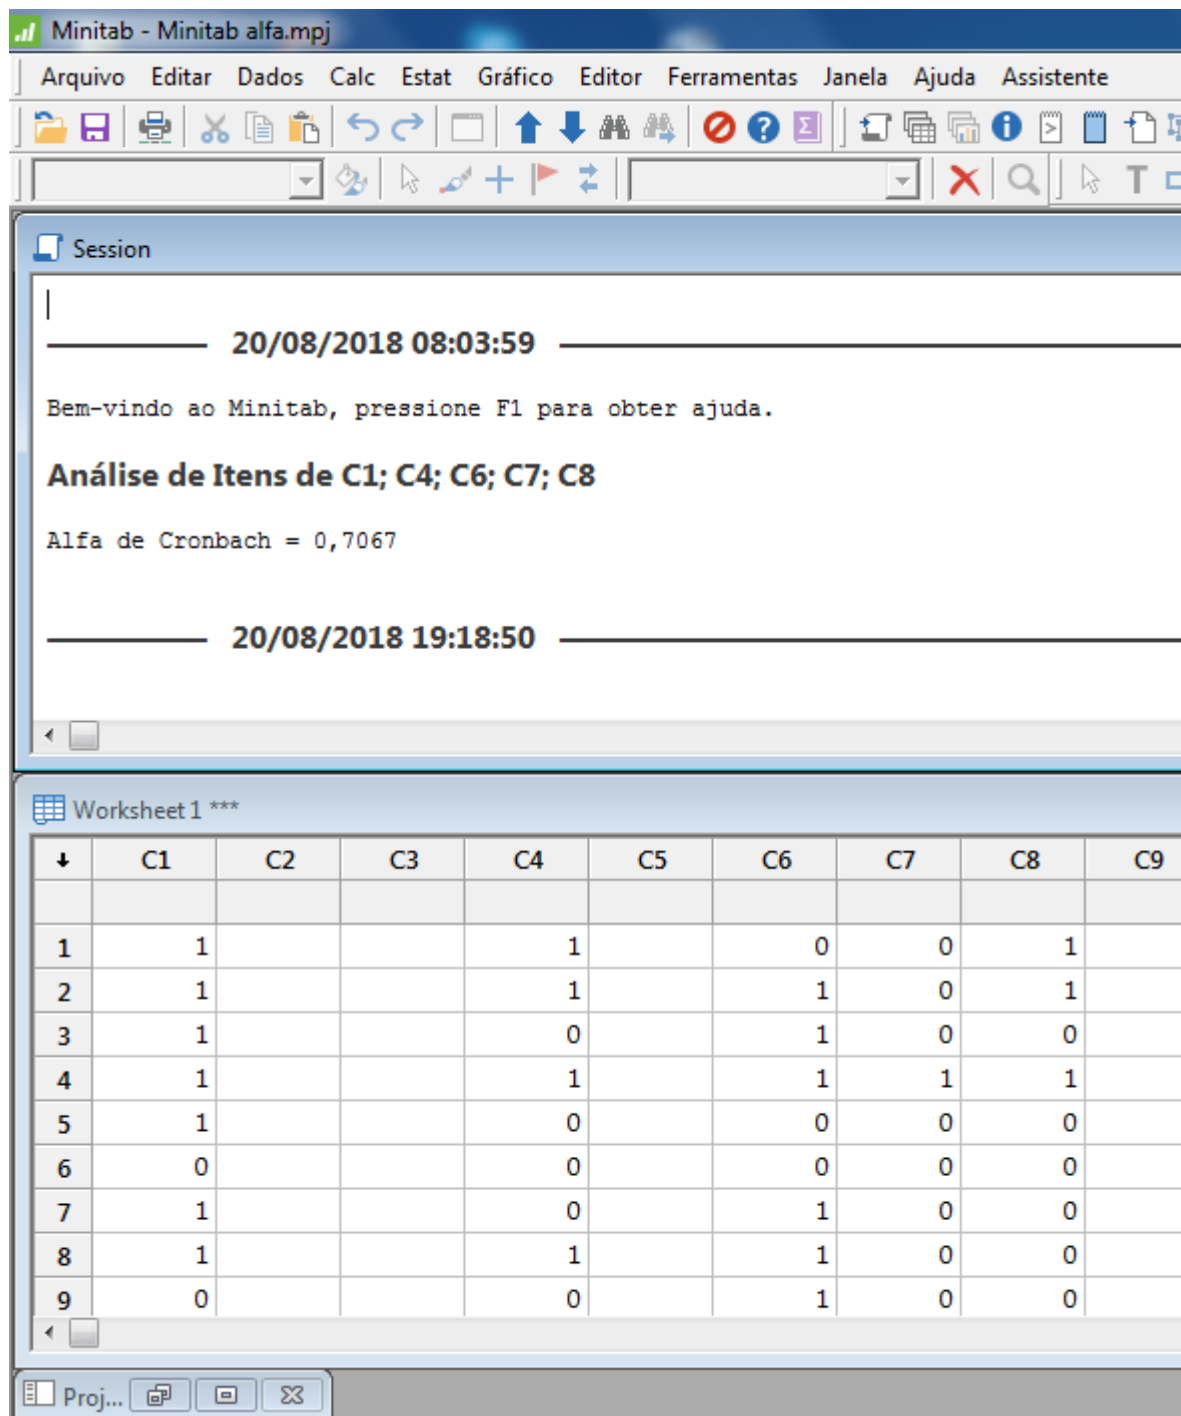 Minitab - Minitab alfa.mpj
Arquivo Editar Dados Calc Estat Gráfico Editor Ferramentas Janela Ajuda Assistente
Session
20/08/2018 08:03:59
Bem-vindo ao Minitab, pressione F1 para obter ajuda.
Análise de Itens de C1; C4; C6; C7; C8
Alfa de Cronbach = 0,7067
20/08/2018 19:18:50
Worksheet 1 ***
C1 C2 C3 C4 C5 C6 C7 C8 C9
1 1 1 0 0 1
2 1 1 1 0 1
3 1 0 1 0 0
4 1 1 1 1 1
5 1 0 0 0 0
6 0 0 0 0 0
7 1 0 1 0 0
8 1 1 1 0 0
9 0 0 1 0 0
Proj...